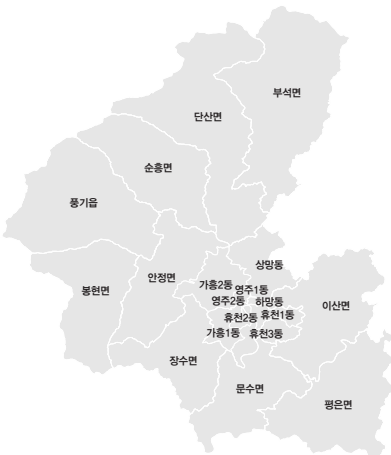 부석면
단산면
순흥면
풍기읍
상망동
안정면
가흥2동
영주1동
봉현면
영주2동
하망동
이산면
휴천2동
휴천1동
가흥1동
휴천3동
장수면
문수면
평은면